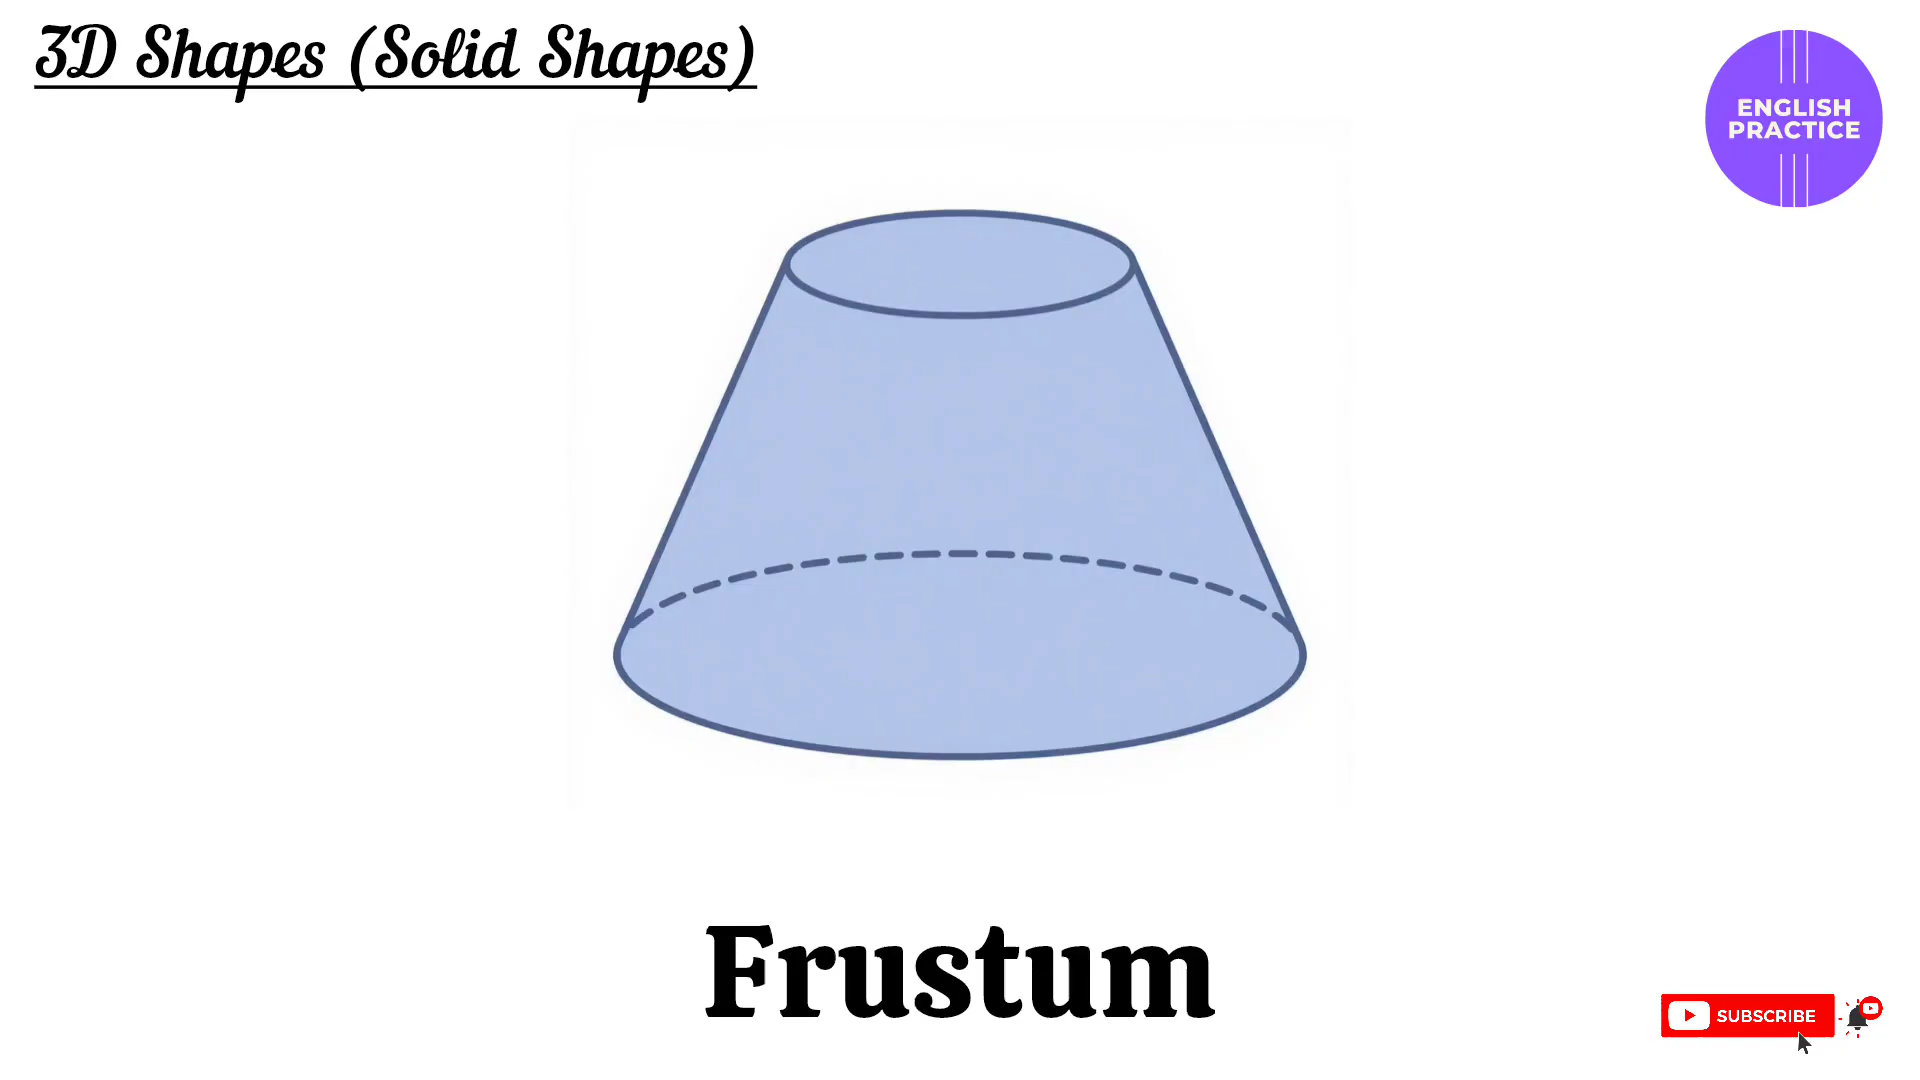 3D Shapes (Solid Shapes)
ENGLISH
PRACTICE
Frustum
SUBSCRIBE